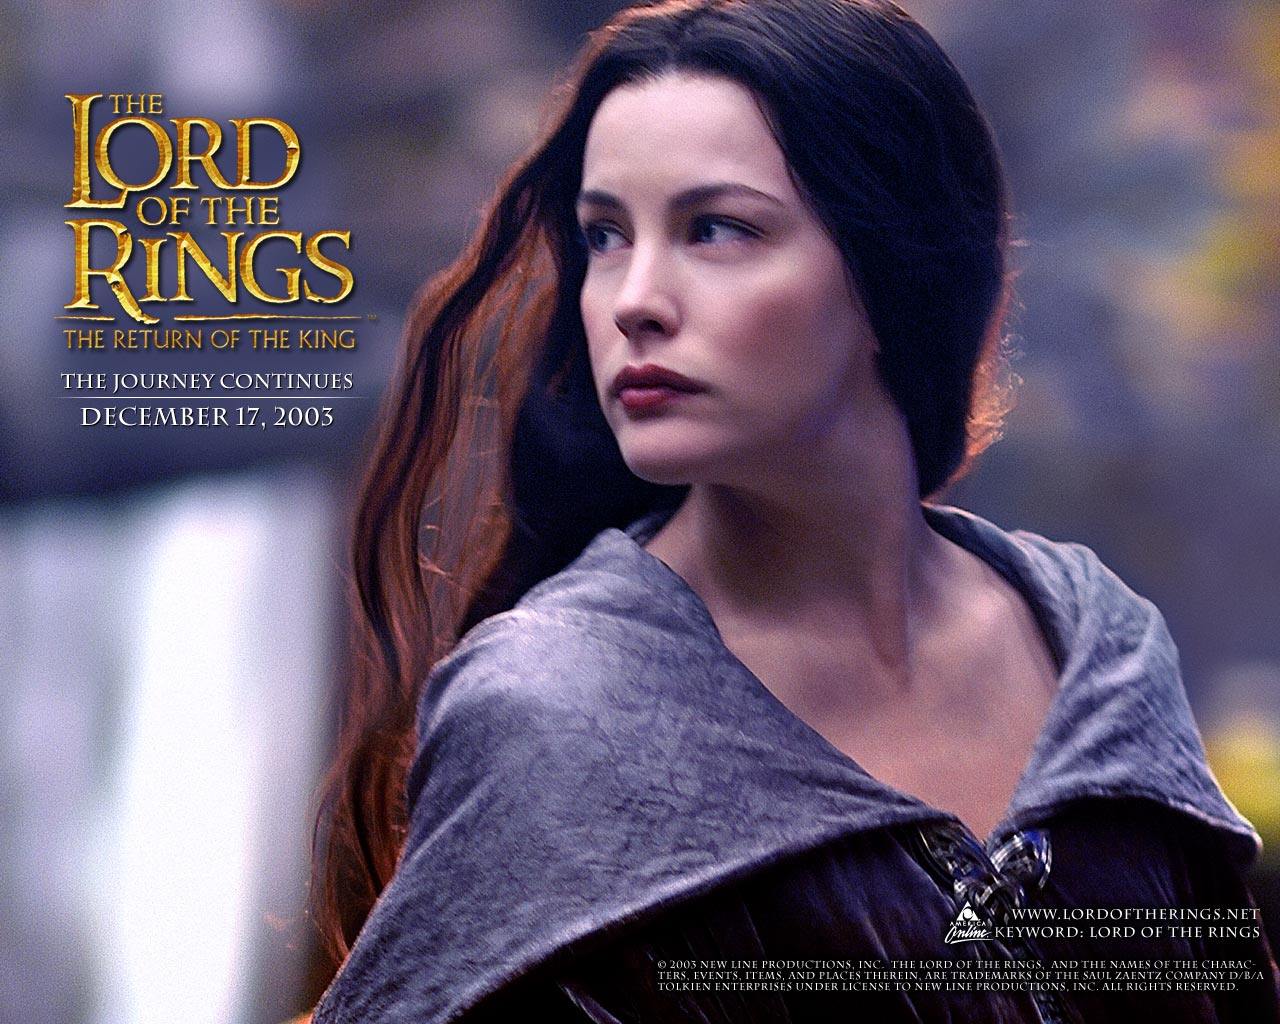 THE
LORD
OF THE
RINGS
™
THE RETURN OF THE KING
THE JOURNEY CONTINUES
DECEMBER 17, 2003
AMERICA
Online
WWW.LORDOFTHERINGS.NET
KEYWORD: LORD OF THE RINGS
© 2003 NEW LINE PRODUCTIONS, INC. THE LORD OF THE RINGS, AND THE NAMES OF THE CHARAC-
TERS, EVENTS, ITEMS, AND PLACES THEREIN, ARE TRADEMARKS OF THE SAUL ZAENTZ COMPANY D/B/A
TOLKIEN ENTERPRISES UNDER LICENSE TO NEW LINE PRODUCTIONS, INC. ALL RIGHTS RESERVED.